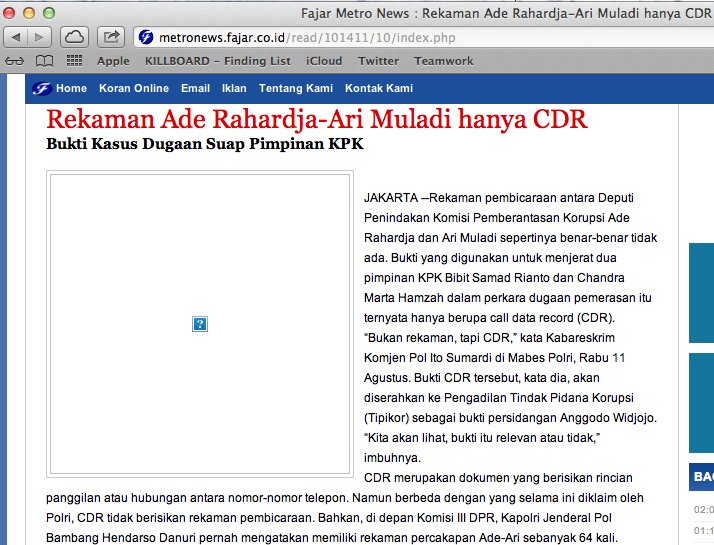 Fajar Metro News : Rekaman Ade Rahardja–Ari Muladi hanya CDR
metronews.fajar.co.id/read/101411/10/index.php
Apple KILLBOARD - Finding List iCloud Twitter Teamwork
Home Koran Online Email Iklan Tentang Kami Kontak Kami
Rekaman Ade Rahardja-Ari Muladi hanya CDR
Bukti Kasus Dugaan Suap Pimpinan KPK
JAKARTA --Rekaman pembicaraan antara Deputi
Penindakan Komisi Pemberantasan Korupsi Ade
Rahardja dan Ari Muladi sepertinya benar-benar tidak
ada. Bukti yang digunakan untuk menjerat dua
pimpinan KPK Bibit Samad Rianto dan Chandra
Marta Hamzah dalam perkara dugaan pemerasan itu
ternyata hanya berupa call data record (CDR).
“Bukan rekaman, tapi CDR,” kata Kabareskrim
Komjen Pol Ito Sumardi di Mabes Polri, Rabu 11
Agustus. Bukti CDR tersebut, kata dia, akan
diserahkan ke Pengadilan Tindak Pidana Korupsi
(Tipikor) sebagai bukti persidangan Anggodo Widjojo.
“Kita akan lihat, bukti itu relevan atau tidak,”
imbuhnya.
CDR merupakan dokumen yang berisikan rincian
panggilan atau hubungan antara nomor-nomor telepon. Namun berbeda dengan yang selama ini diklaim oleh
Polri, CDR tidak berisikan rekaman pembicaraan. Bahkan, di depan Komisi III DPR, Kapolri Jenderal Pol
Bambang Hendarso Danuri pernah mengatakan memiliki rekaman percakapan Ade-Ari sebanyak 64 kali.